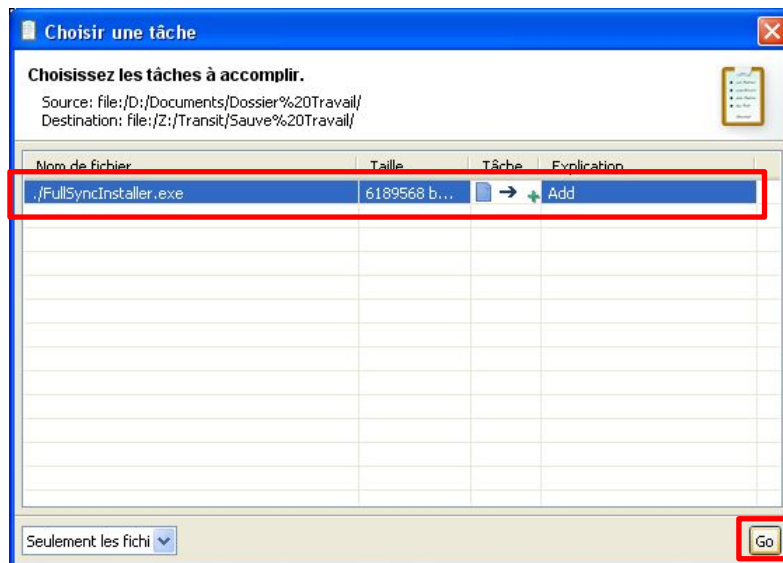 Choisir une tâche
Choisissez les tâches à accomplir.
Source: file:/D:/Documents/Dossier%20Travail/
Destination: file:/Z:/Transit/Sauve%20Travail/
Nom de fichier Taille Tâche Explication
./FullSyncInstaller.exe 6189568 b... Add
Seulement les fichi Go